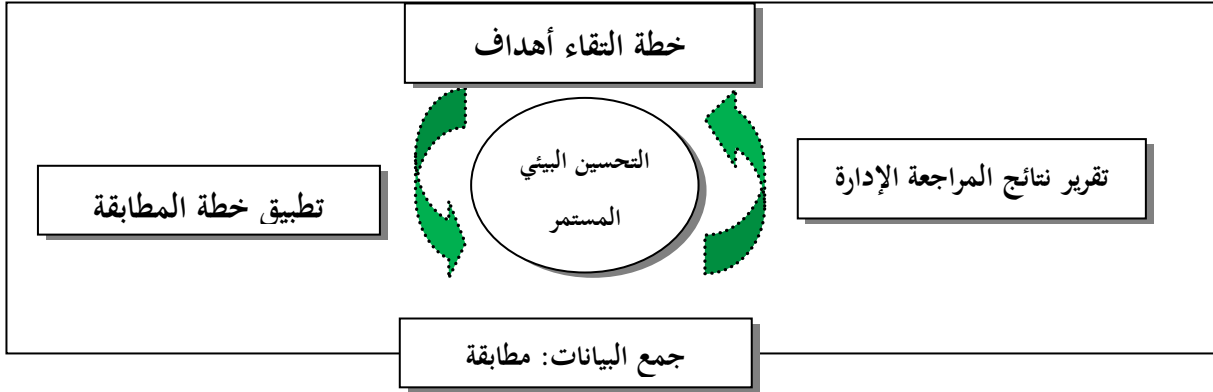 خطة التقاء أهداف
تقرير نتائج المراجعة الإدارة
التحسين البيئي
المستمر
تطبيق خطة المطابقة
جمع البيانات: مطابقة